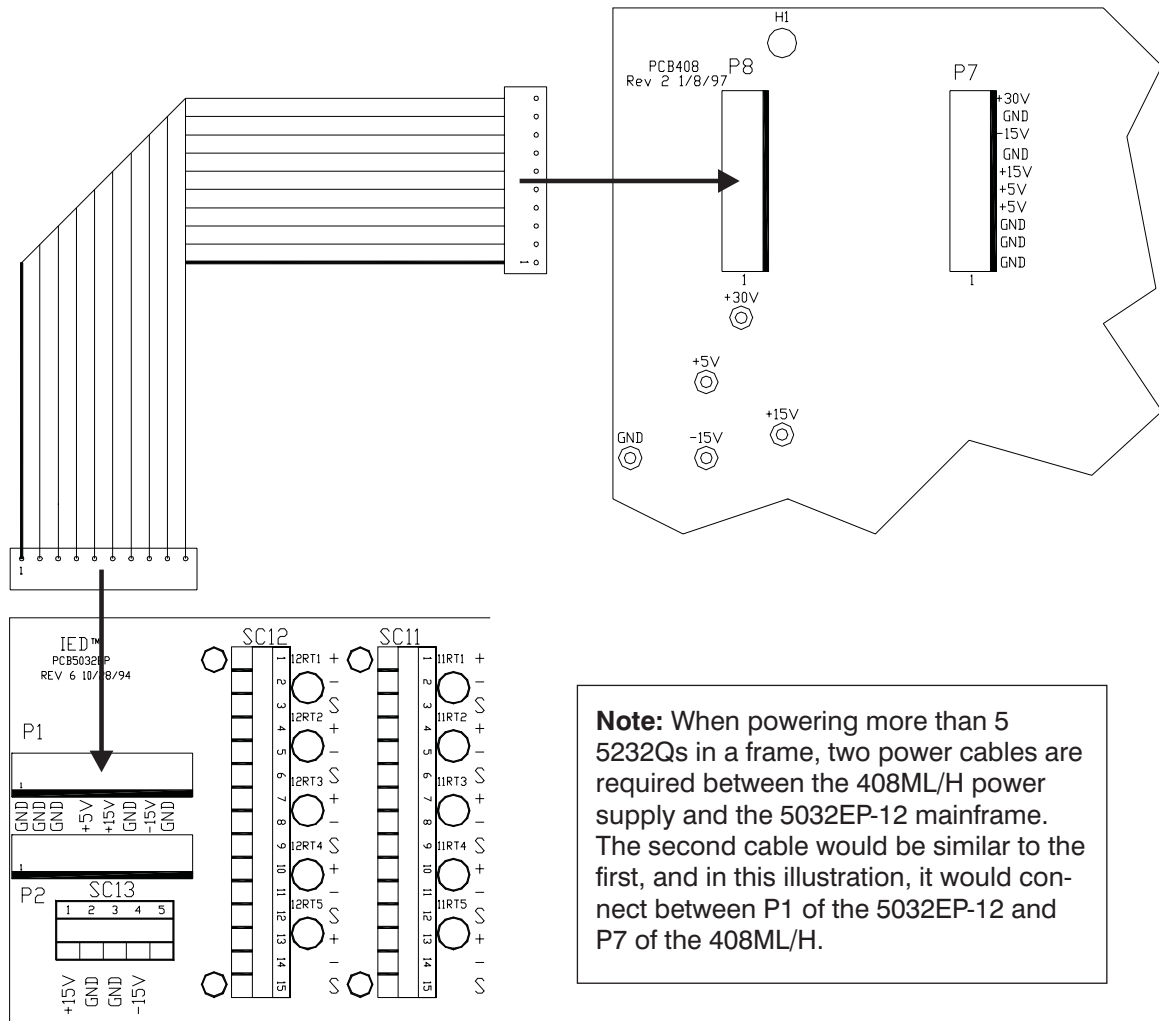 H1
PCB408
Rev 2 1/8/97
P8
P7
+30V
GND
-15V
GND
+15V
+5V
+5V
GND
GND
GND
1
1
1
+30V
+5V
+15V
GND
-15V
1
IED™
PCB5032EP
REV 6 10/28/94
P1
1
GND
GND
GND
+5V
+15V
GND
-15V
GND
1
P2
SC13
1 2 3 4 5
+15V
GND
GND
-15V
SC12
1 12RT1 +
2 -
3 S
4 12RT2 +
5 -
6 S
7 12RT3 +
8 -
9 S
10 12RT4 +
11 -
12 S
13 12RT5 +
14 -
15 S
SC11
1 11RT1 +
2 -
3 S
4 11RT2 +
5 -
6 S
7 11RT3 +
8 -
9 S
10 11RT4 +
11 -
12 S
13 11RT5 +
14 -
15 S
Note: When powering more than 5
5232Qs in a frame, two power cables are
required between the 408ML/H power
supply and the 5032EP-12 mainframe.
The second cable would be similar to the
first, and in this illustration, it would con-
nect between P1 of the 5032EP-12 and
P7 of the 408ML/H.